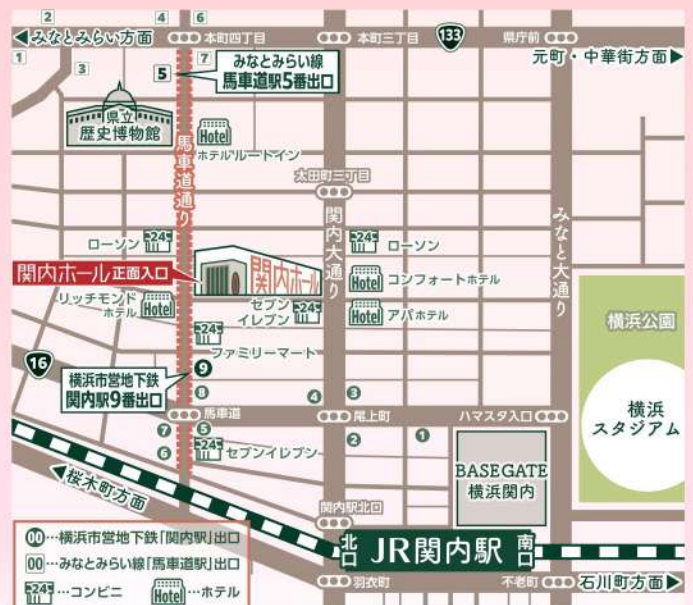 2
4
6
◀みなとみらい方面
本町四丁目
本町三丁目
133
県庁前
元町・中華街方面▶
1
3
5
7
みなとみらい線
馬車道駅5番出口
県立
歴史博物館
Hotel
ホテルルートイン
馬車道通り
太田町三丁目
関内大通り
みなと大通り
24
ローソン
24
ローソン
関内ホール 正面入口
関内ホール
Hotel
コンフォートホテル
リッチモンド
ホテル
Hotel
セブン
イレブン
24
Hotel
アパホテル
横浜公園
24
ファミリーマート
16
横浜市営地下鉄
関内駅9番出口
9
8
4
3
馬車道
尾上町
ハマスタ入口
横浜
スタジアム
7
5
6
24
セブンイレブン
2
1
BASEGATE
横浜関内
◀桜木町方面
関内駅北口
北口
JR関内駅
南口
羽衣町
不老町
石川町方面▶
00…横浜市営地下鉄「関内駅」出口
00…みなとみらい線「馬車道駅」出口
24…コンビニ
Hotel…ホテル